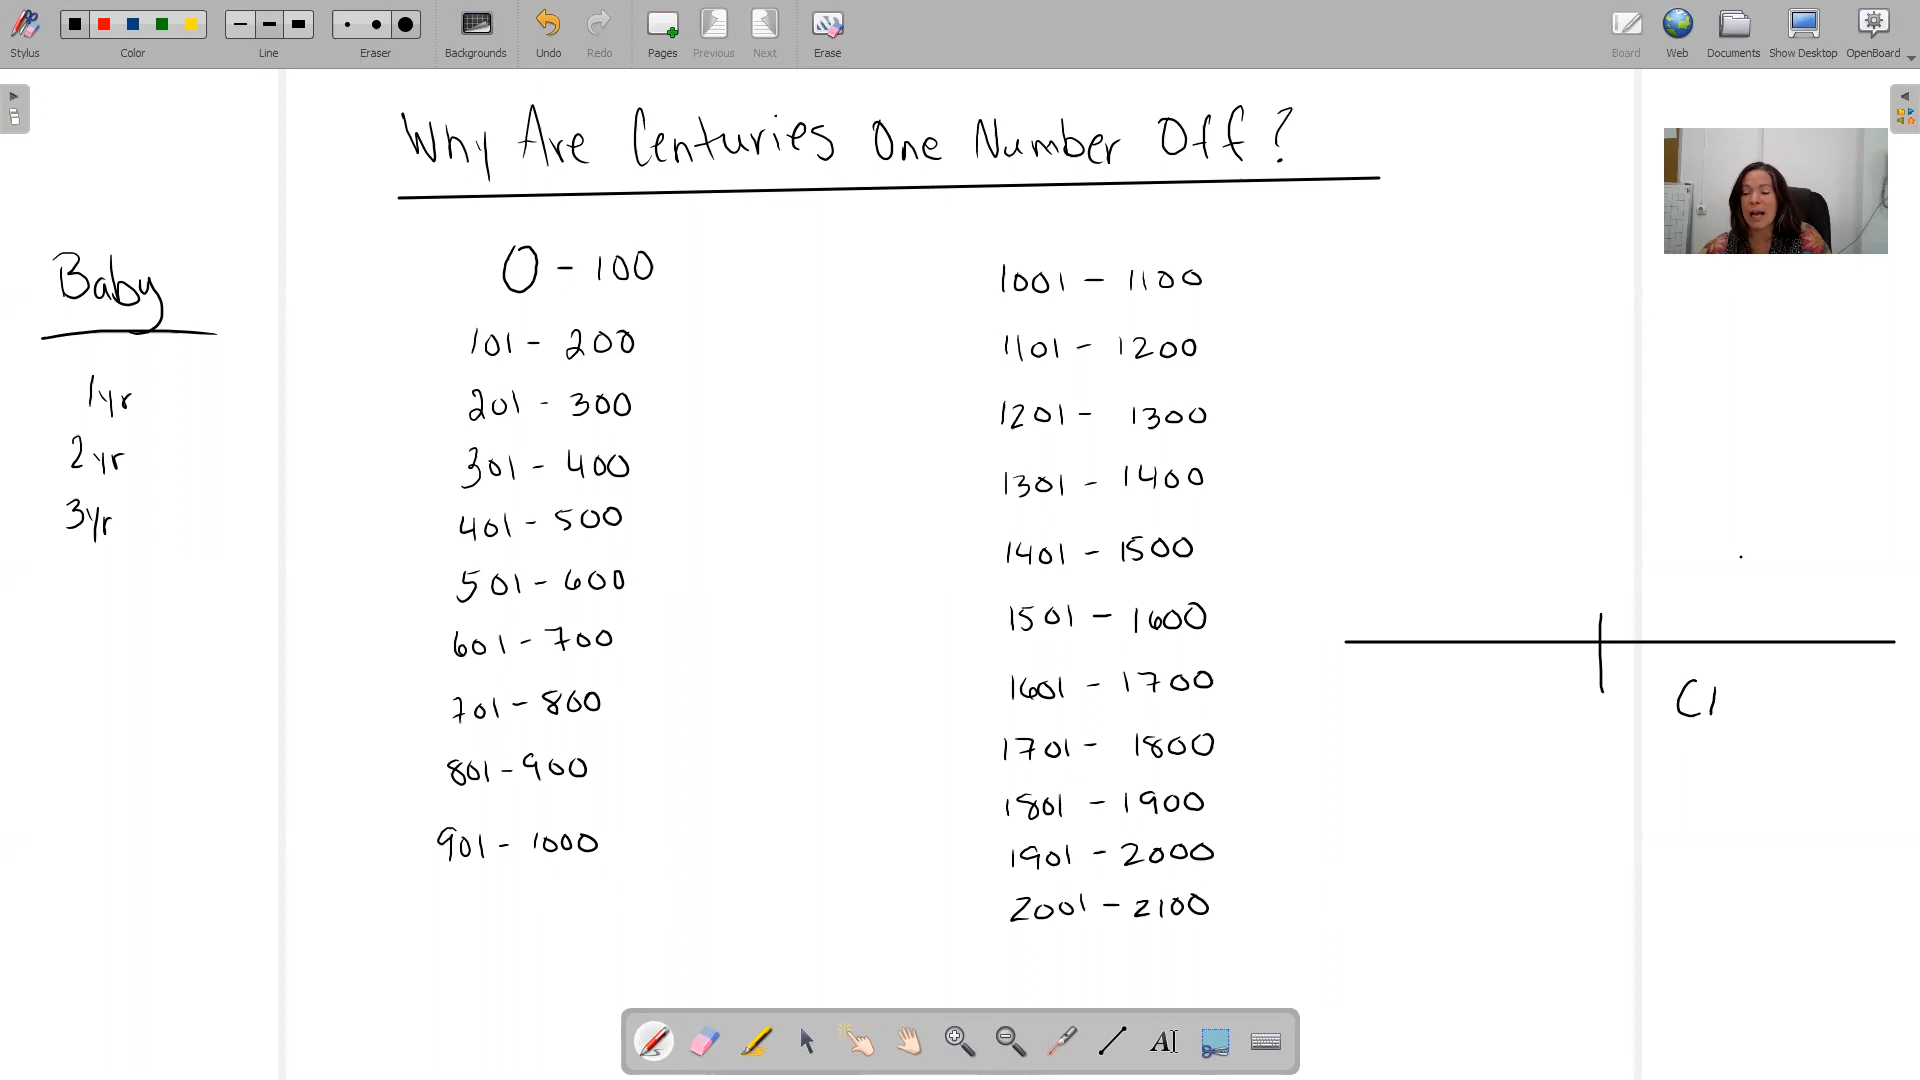 Stylus
Color
Line
Eraser
Backgrounds
Undo
Redo
Pages
Previous
Next
Erase
Board
Web
Documents
Show Desktop
OpenBoard
Why Are Centuries One Number Off?
Baby
1yr
2yr
3yr
0 - 100
101 - 200
201 - 300
301 - 400
401 - 500
501 - 600
601 - 700
701 - 800
801 - 900
901 - 1000
1001 - 1100
1101 - 1200
1201 - 1300
1301 - 1400
1401 - 1500
1501 - 1600
1601 - 1700
1701 - 1800
1801 - 1900
1901 - 2000
2001 - 2100
AI